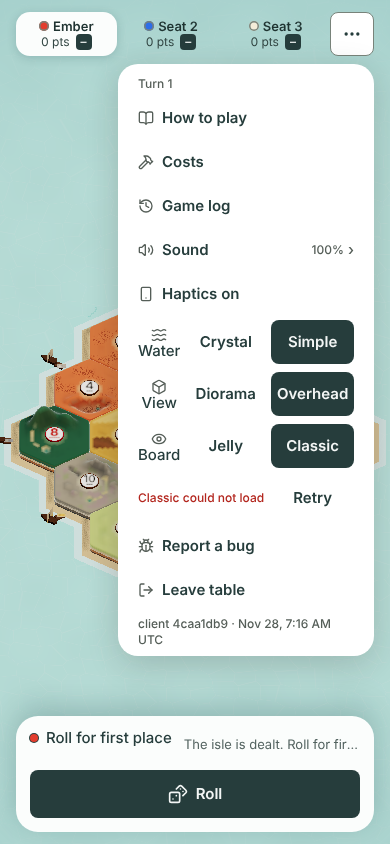 Ember
0 pts –
Seat 2
0 pts –
Seat 3
0 pts –
Turn 1
How to play
Costs
Game log
Sound 100% ›
Haptics on
Water Crystal Simple
View Diorama Overhead
Board Jelly Classic
Classic could not load Retry
Report a bug
Leave table
client 4caa1db9 · Nov 28, 7:16 AM
UTC
4
8
10
Roll for first place The isle is dealt. Roll for fir…
Roll